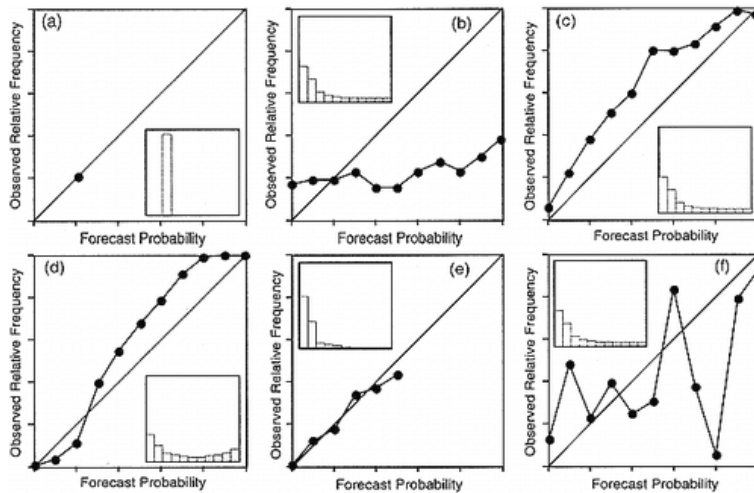 (a)
Observed Relative Frequency
Forecast Probability
(b)
Observed Relative Frequency
Forecast Probability
(c)
Observed Relative Frequency
Forecast Probability
(d)
Observed Relative Frequency
Forecast Probability
(e)
Observed Relative Frequency
Forecast Probability
(f)
Observed Relative Frequency
Forecast Probability